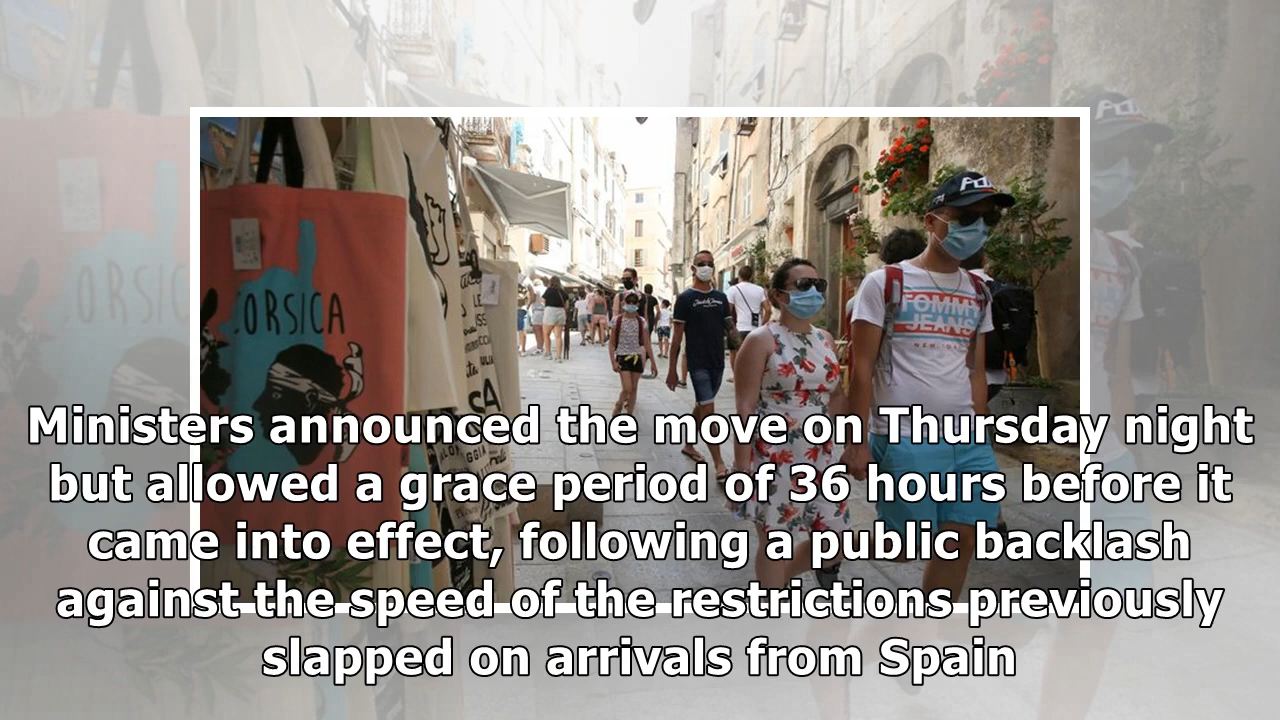 ORSICA
CORSICA
TOMMY
JEANS
Ministers announced the move on Thursday night
but allowed a grace period of 36 hours before it
came into effect, following a public backlash
against the speed of the restrictions previously
slapped on arrivals from Spain